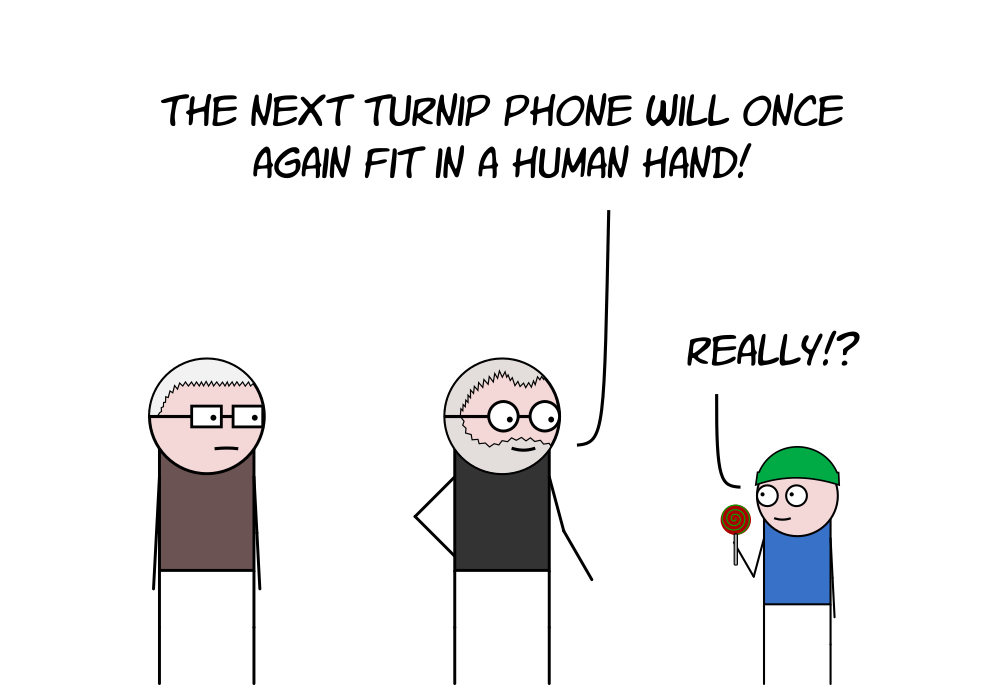 THE NEXT TURNIP PHONE WILL ONCE
AGAIN FIT IN A HUMAN HAND!
REALLY!?